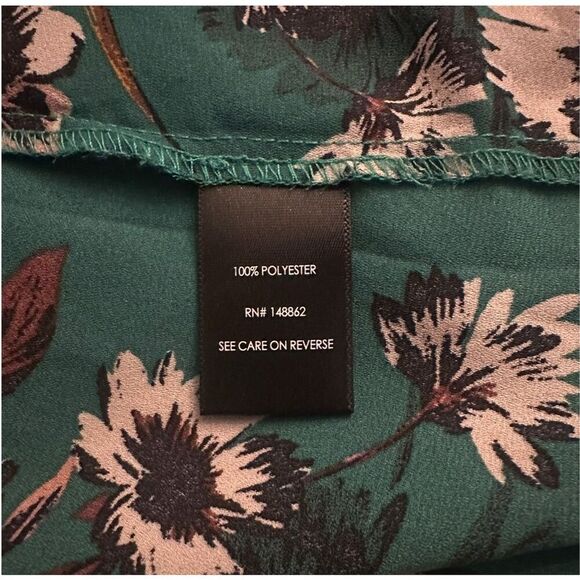 100% POLYESTER
RN# 148862
SEE CARE ON REVERSE